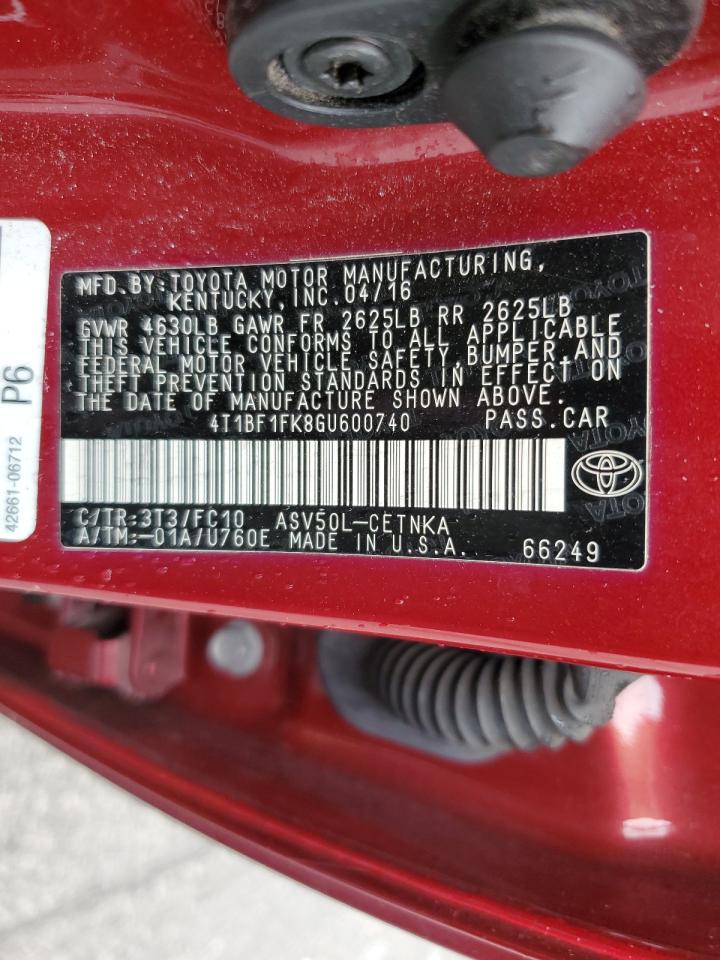 MFD.BY:TOYOTA MOTOR MANUFACTURING,
KENTUCKY, INC. 04/16
GVWR 4630LB GAWR FR 2625LB RR 2625LB
THIS VEHICLE CONFORMS TO ALL APPLICABLE
FEDERAL MOTOR VEHICLE SAFETY, BUMPER, AND
THEFT PREVENTION STANDARDS IN EFFECT ON
THE DATE OF MANUFACTURE SHOWN ABOVE.
4T1BF1FK8GU600740 PASS.CAR
C/TR:3T3/FC10 ASV50L-CETNKA
A/TM:-01A/U760E MADE IN U.S.A. 66249
P6
42661-06712